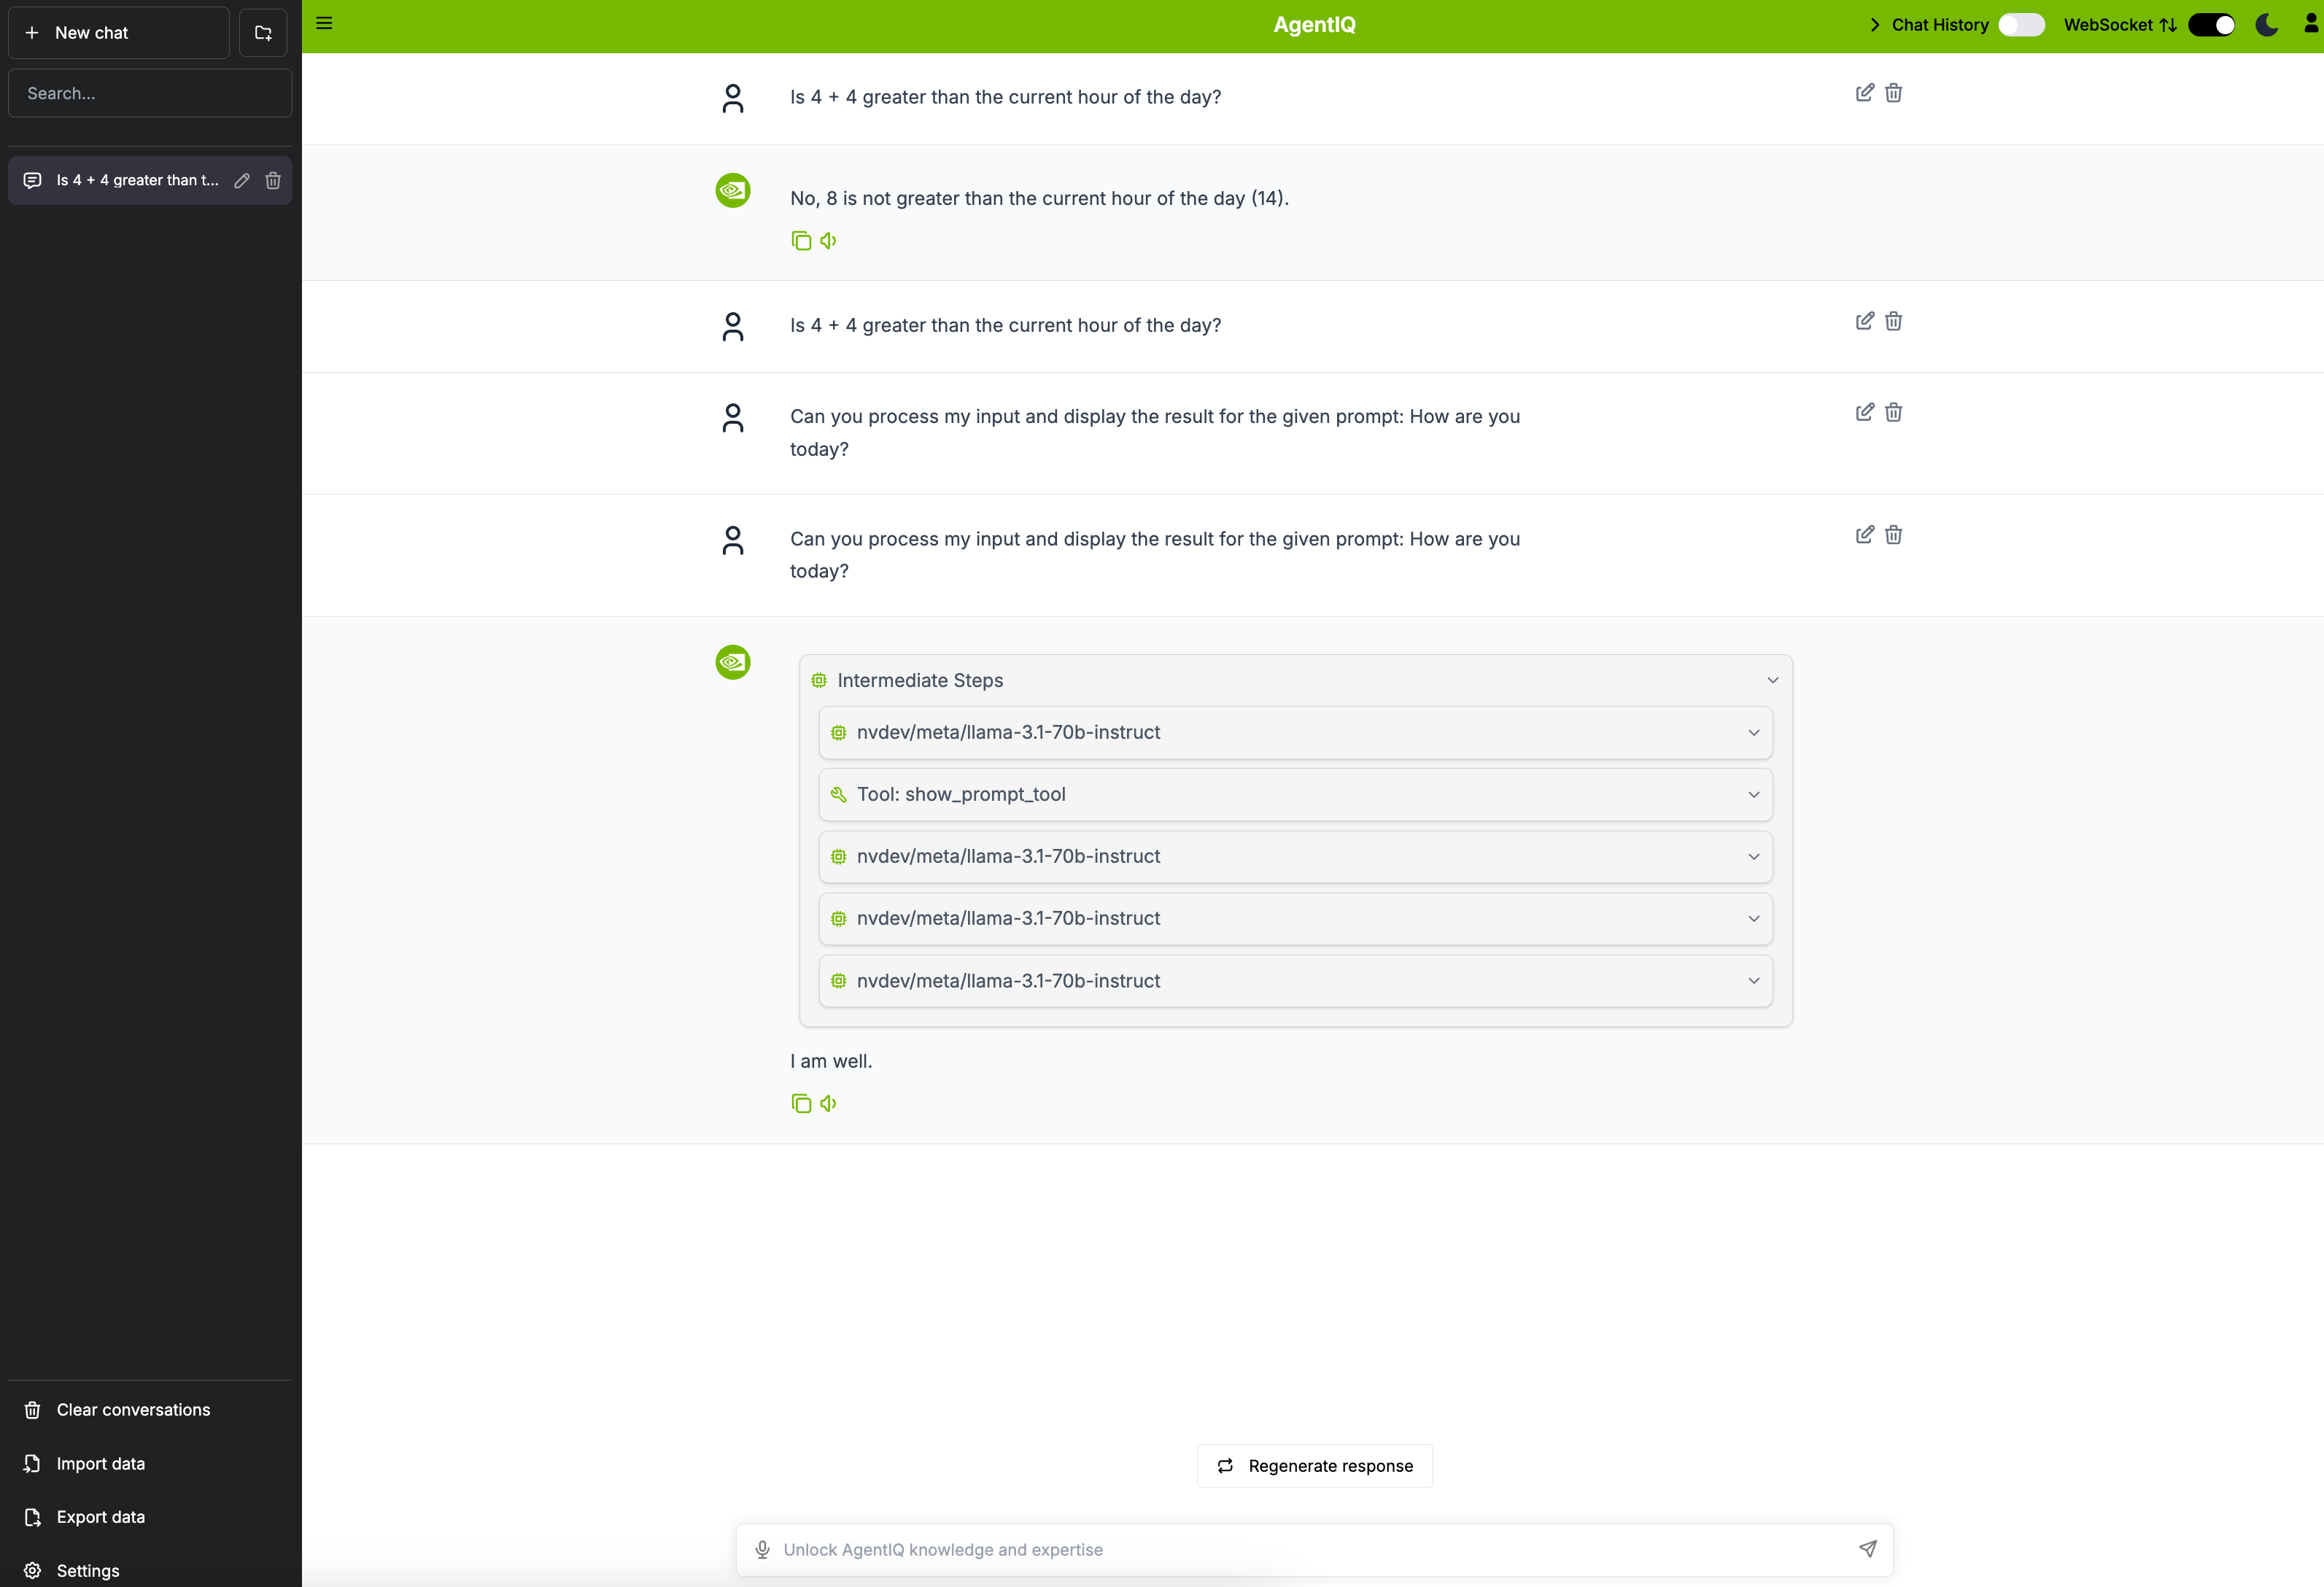 New chat
Search...
Is 4 + 4 greater than t...
Clear conversations
Import data
Export data
Settings
AgentIQ
Chat History
WebSocket
Is 4 + 4 greater than the current hour of the day?
No, 8 is not greater than the current hour of the day (14).
Is 4 + 4 greater than the current hour of the day?
Can you process my input and display the result for the given prompt: How are you
today?
Can you process my input and display the result for the given prompt: How are you
today?
Intermediate Steps
nvdev/meta/llama-3.1-70b-instruct
Tool: show_prompt_tool
nvdev/meta/llama-3.1-70b-instruct
nvdev/meta/llama-3.1-70b-instruct
nvdev/meta/llama-3.1-70b-instruct
I am well.
Regenerate response
Unlock AgentIQ knowledge and expertise